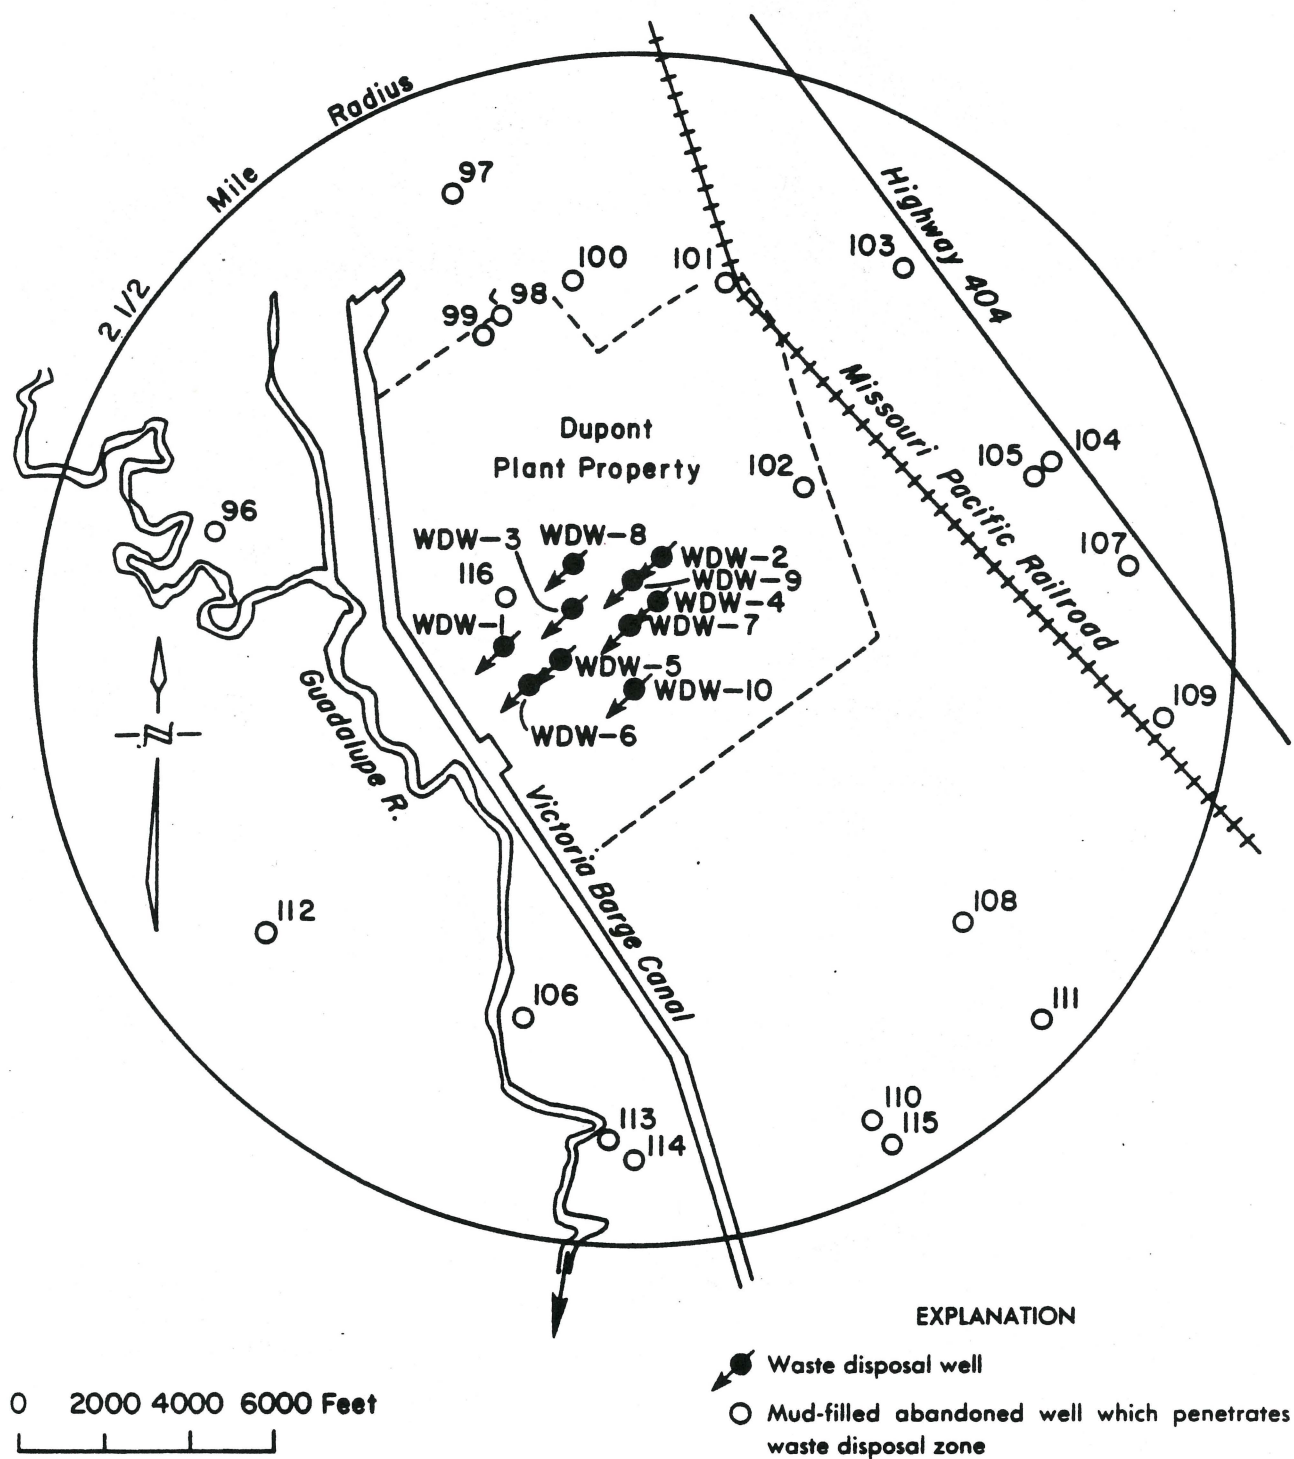 2 1/2 Mile Radius
97
Highway 404
103
100
101
98
99
Missouri Pacific Railroad
Dupont
Plant Property
104
105
102
96
107
WDW-3
WDW-8
WDW-2
WDW-9
116
WDW-4
WDW-1
WDW-7
WDW-5
WDW-10
WDW-6
109
N
Guadalupe R.
Victoria Barge Canal
112
108
106
111
110
115
113
114
EXPLANATION
Waste disposal well
Mud-filled abandoned well which penetrates
waste disposal zone
0 2000 4000 6000 Feet